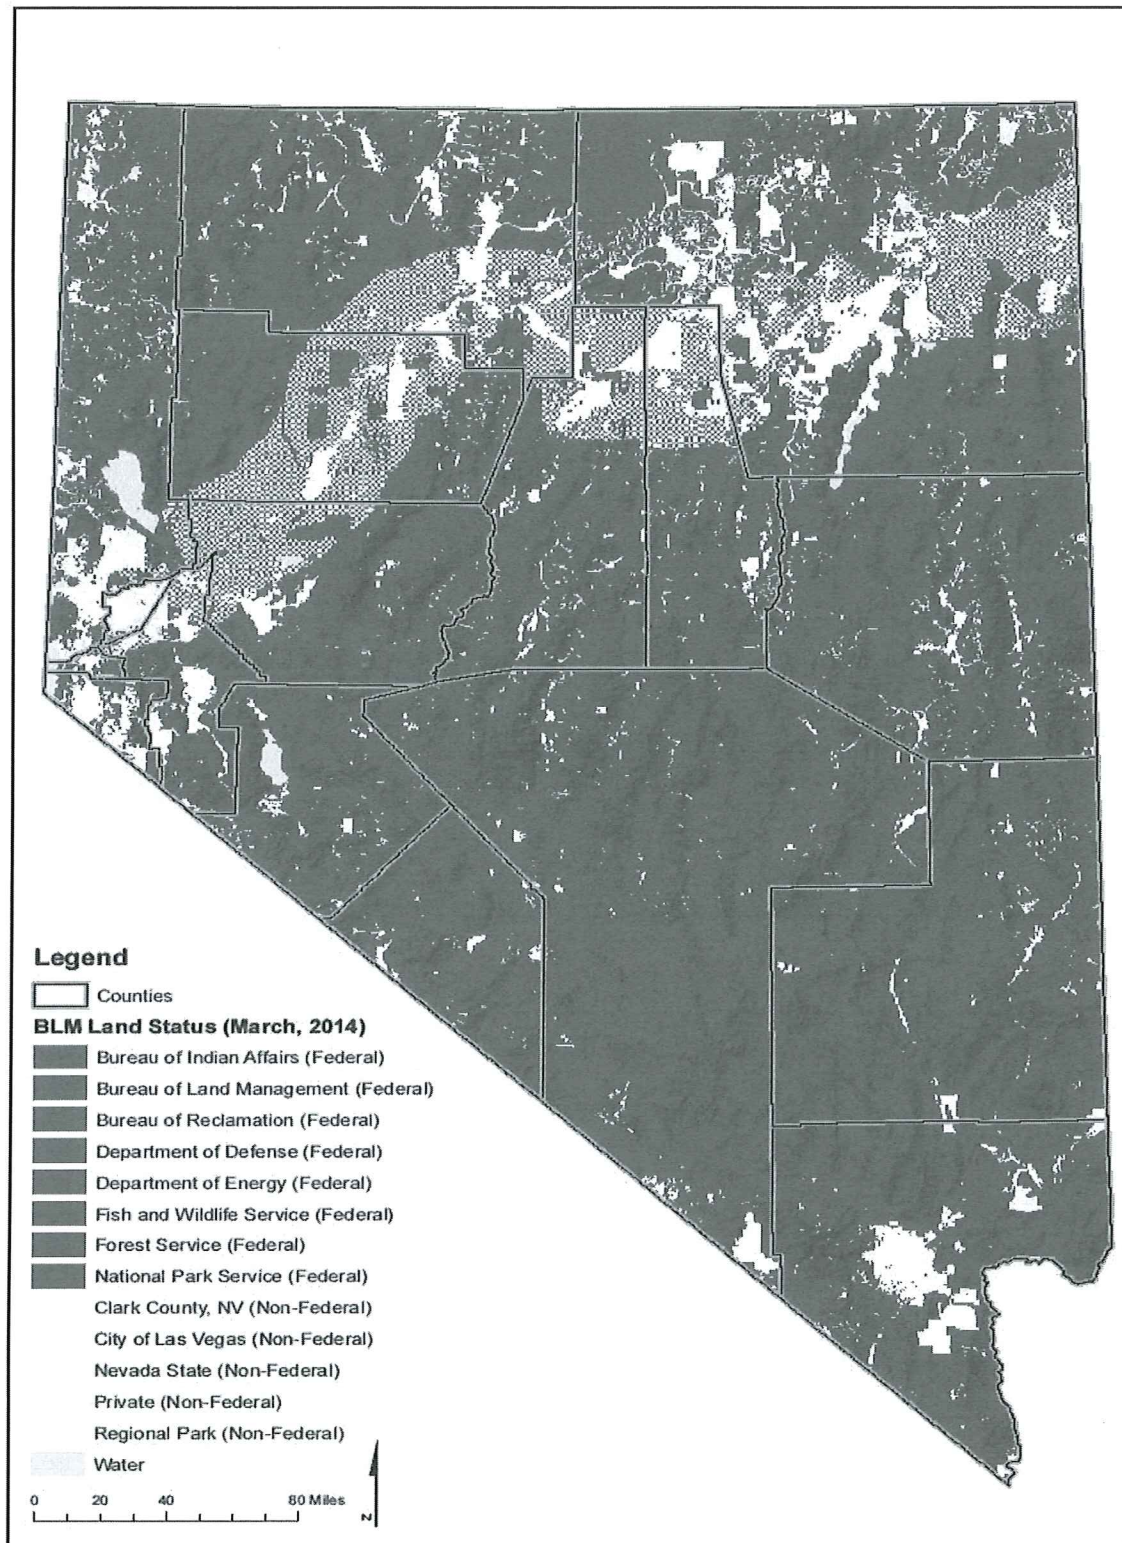 Legend
Counties
BLM Land Status (March, 2014)
Bureau of Indian Affairs (Federal)
Bureau of Land Management (Federal)
Bureau of Reclamation (Federal)
Department of Defense (Federal)
Department of Energy (Federal)
Fish and Wildlife Service (Federal)
Forest Service (Federal)
National Park Service (Federal)
Clark County, NV (Non-Federal)
City of Las Vegas (Non-Federal)
Nevada State (Non-Federal)
Private (Non-Federal)
Regional Park (Non-Federal)
Water
0 20 40 80 Miles
N